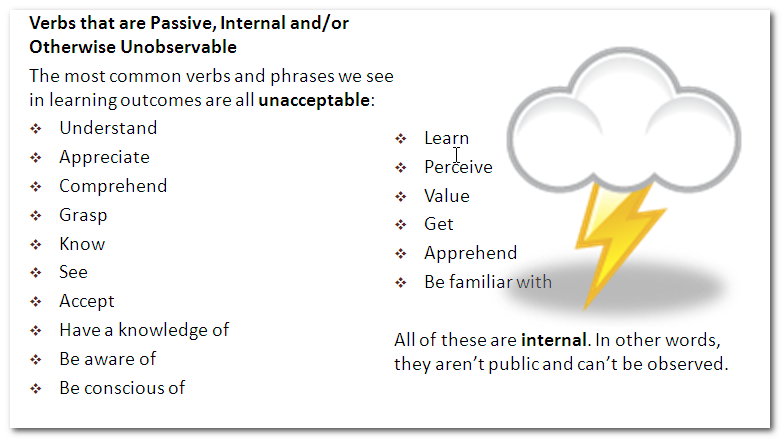 Verbs that are Passive, Internal and/or
Otherwise Unobservable
The most common verbs and phrases we see
in learning outcomes are all unacceptable:
Understand
Appreciate
Comprehend
Grasp
Know
See
Accept
Have a knowledge of
Be aware of
Be conscious of
Learn
Perceive
Value
Get
Apprehend
Be familiar with
All of these are internal. In other words,
they aren't public and can't be observed.